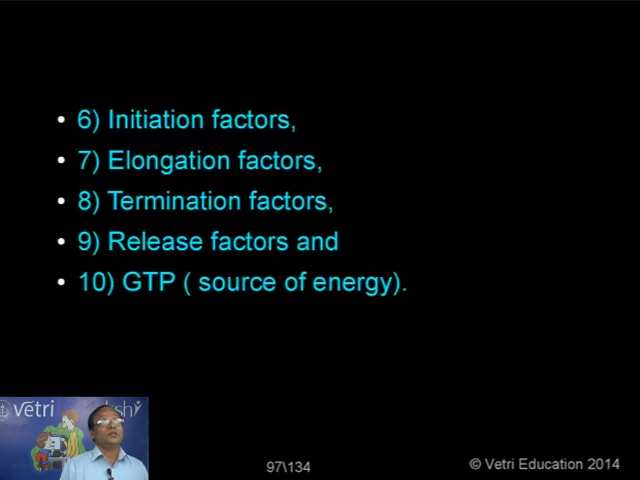 6) Initiation factors,
7) Elongation factors,
8) Termination factors,
9) Release factors and
10) GTP ( source of energy).
vetri
97\134
© Vetri Education 2014